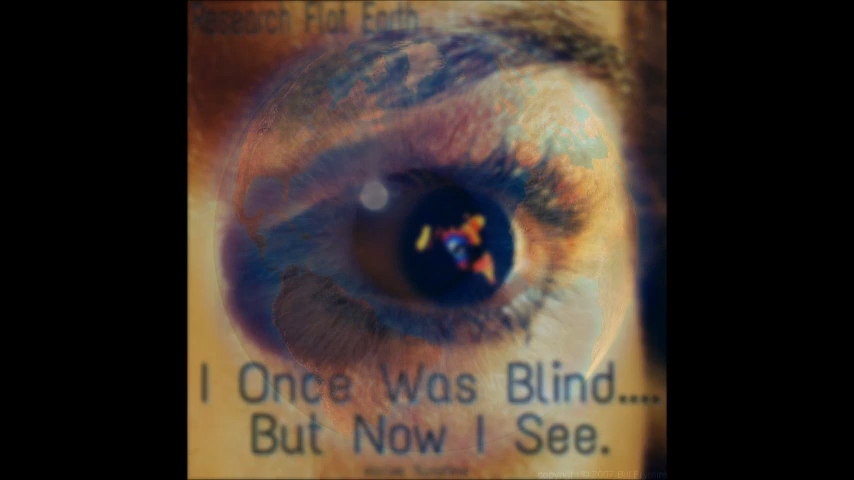 Research Flat Earth
I Once Was Blind....
But Now I See.